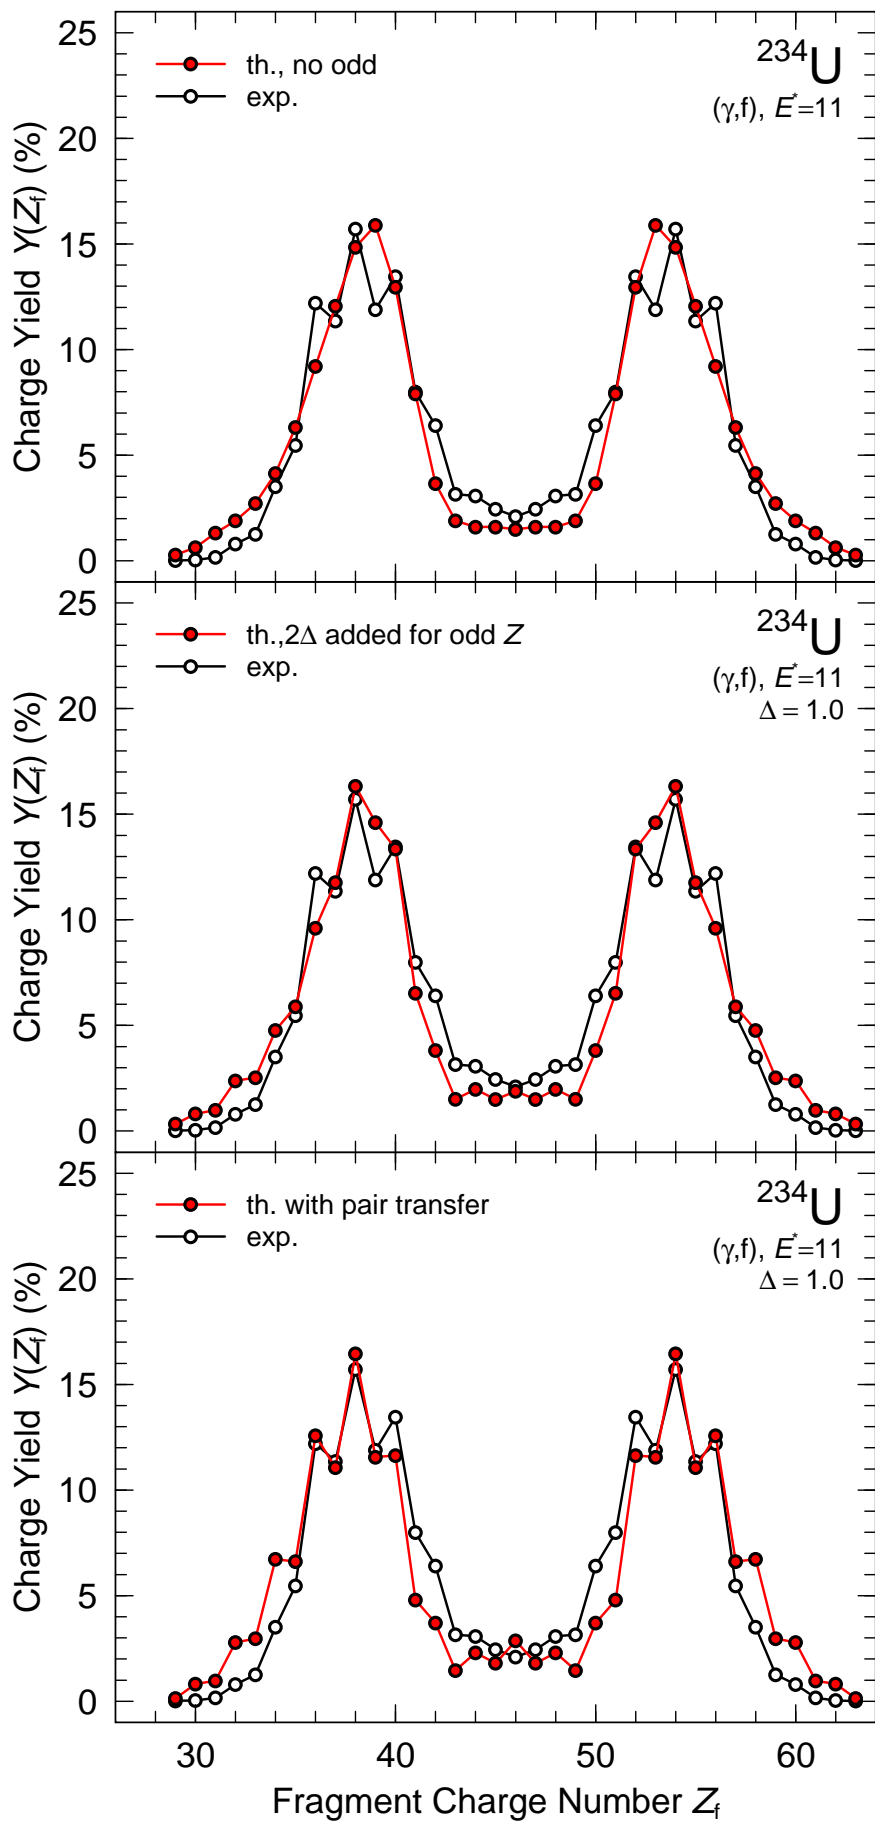 25
20
15
10
5
0
Charge Yield Y(Zf) (%)
th., no odd
exp.
234U
(γ,f), E*=11
25
20
15
10
5
0
Charge Yield Y(Zf) (%)
th.,2Δ added for odd Z
exp.
234U
(γ,f), E*=11
Δ = 1.0
25
20
15
10
5
0
Charge Yield Y(Zf) (%)
th. with pair transfer
exp.
234U
(γ,f), E*=11
Δ = 1.0
30 40 50 60
Fragment Charge Number Zf